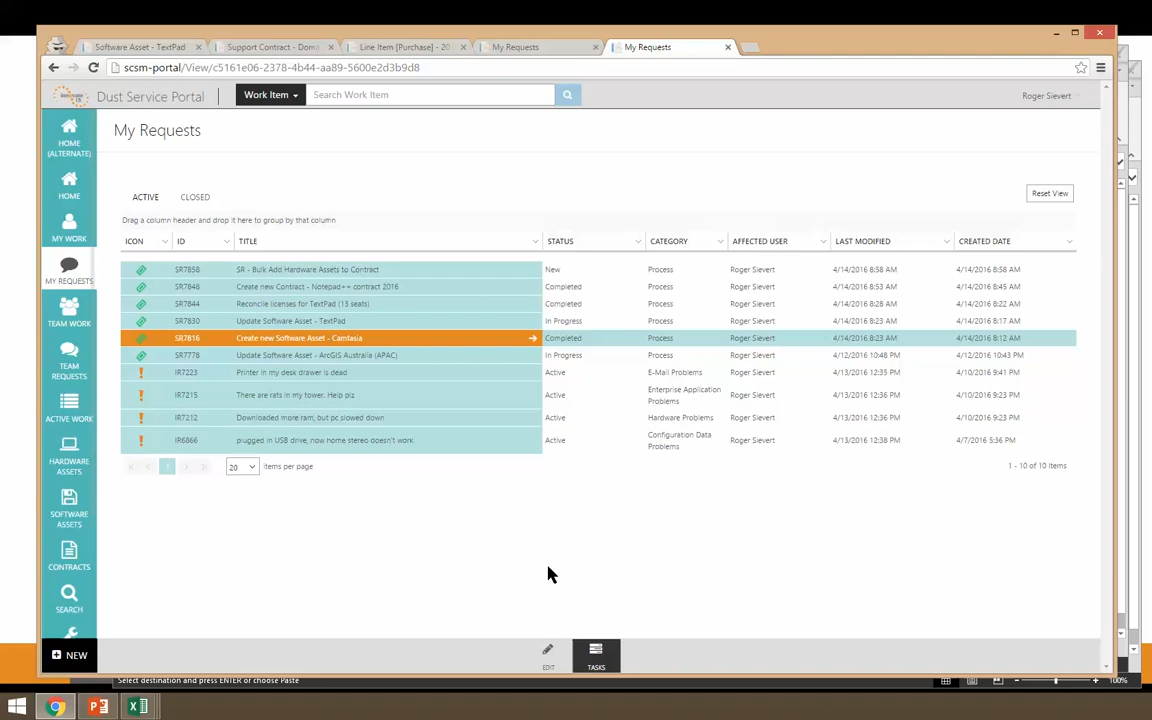 Software Asset - TextPad
Support Contract - Doma
Line Item [Purchase] - 20
My Requests
My Requests
scsm-portal/View/c5161e06-2378-4b44-aa89-5600e2d3b9d8
Dust Service Portal
Work Item
Search Work Item
Roger Sievert
HOME (ALTERNATE)
HOME
MY WORK
MY REQUESTS
TEAM WORK
TEAM REQUESTS
ACTIVE WORK
HARDWARE ASSETS
SOFTWARE ASSETS
CONTRACTS
SEARCH
NEW
My Requests
ACTIVE CLOSED
Reset View
Drag a column header and drop it here to group by that column
ICON ID TITLE STATUS CATEGORY AFFECTED USER LAST MODIFIED CREATED DATE
SR7858 SR - Bulk Add Hardware Assets to Contract New Process Roger Sievert 4/14/2016 8:58 AM 4/14/2016 8:58 AM
SR7848 Create new Contract - Notepad++ contract 2016 Completed Process Roger Sievert 4/14/2016 8:53 AM 4/14/2016 8:45 AM
SR7844 Reconcile licenses for TextPad (13 seats) Completed Process Roger Sievert 4/14/2016 8:28 AM 4/14/2016 8:22 AM
SR7830 Update Software Asset - TextPad In Progress Process Roger Sievert 4/14/2016 8:23 AM 4/14/2016 8:17 AM
SR7816 Create new Software Asset - Camtasia Completed Process Roger Sievert 4/14/2016 8:23 AM 4/14/2016 8:12 AM
SR7778 Update Software Asset - ArcGIS Australia (APAC) In Progress Process Roger Sievert 4/12/2016 10:48 PM 4/12/2016 10:43 PM
IR7223 Printer in my desk drawer is dead Active E-Mail Problems Roger Sievert 4/13/2016 12:35 PM 4/10/2016 9:41 PM
IR7215 There are rats in my tower. Help plz Active Enterprise Application Problems Roger Sievert 4/13/2016 12:36 PM 4/10/2016 9:23 PM
IR7212 Downloaded more ram, but pc slowed down Active Hardware Problems Roger Sievert 4/13/2016 12:36 PM 4/10/2016 9:23 PM
IR6866 plugged in USB drive, now home stereo doesn't work Active Configuration Data Problems Roger Sievert 4/13/2016 12:38 PM 4/7/2016 5:36 PM
1 20 items per page 1 - 10 of 10 items
EDIT TASKS
Select destination and press ENTER or choose Paste
100%